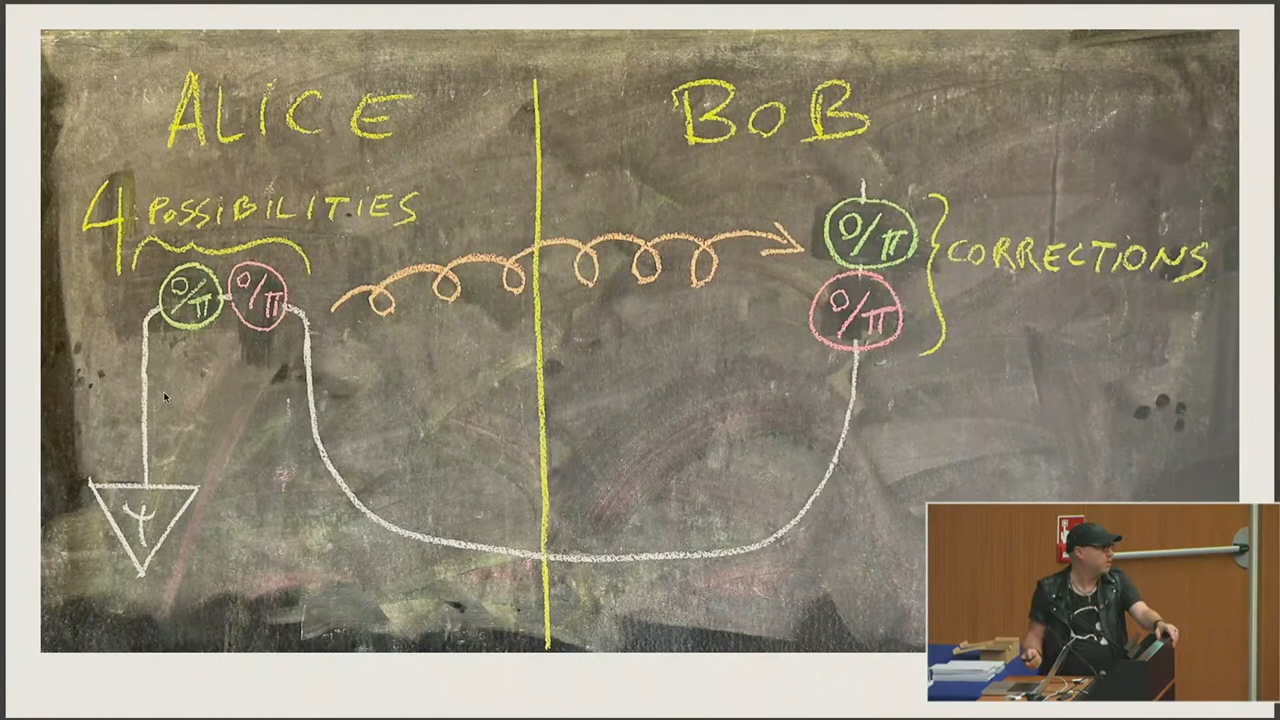 ALICE
BOB
4 POSSIBILITIES
0/π
0/π
0/π
0/π
CORRECTIONS
ψ